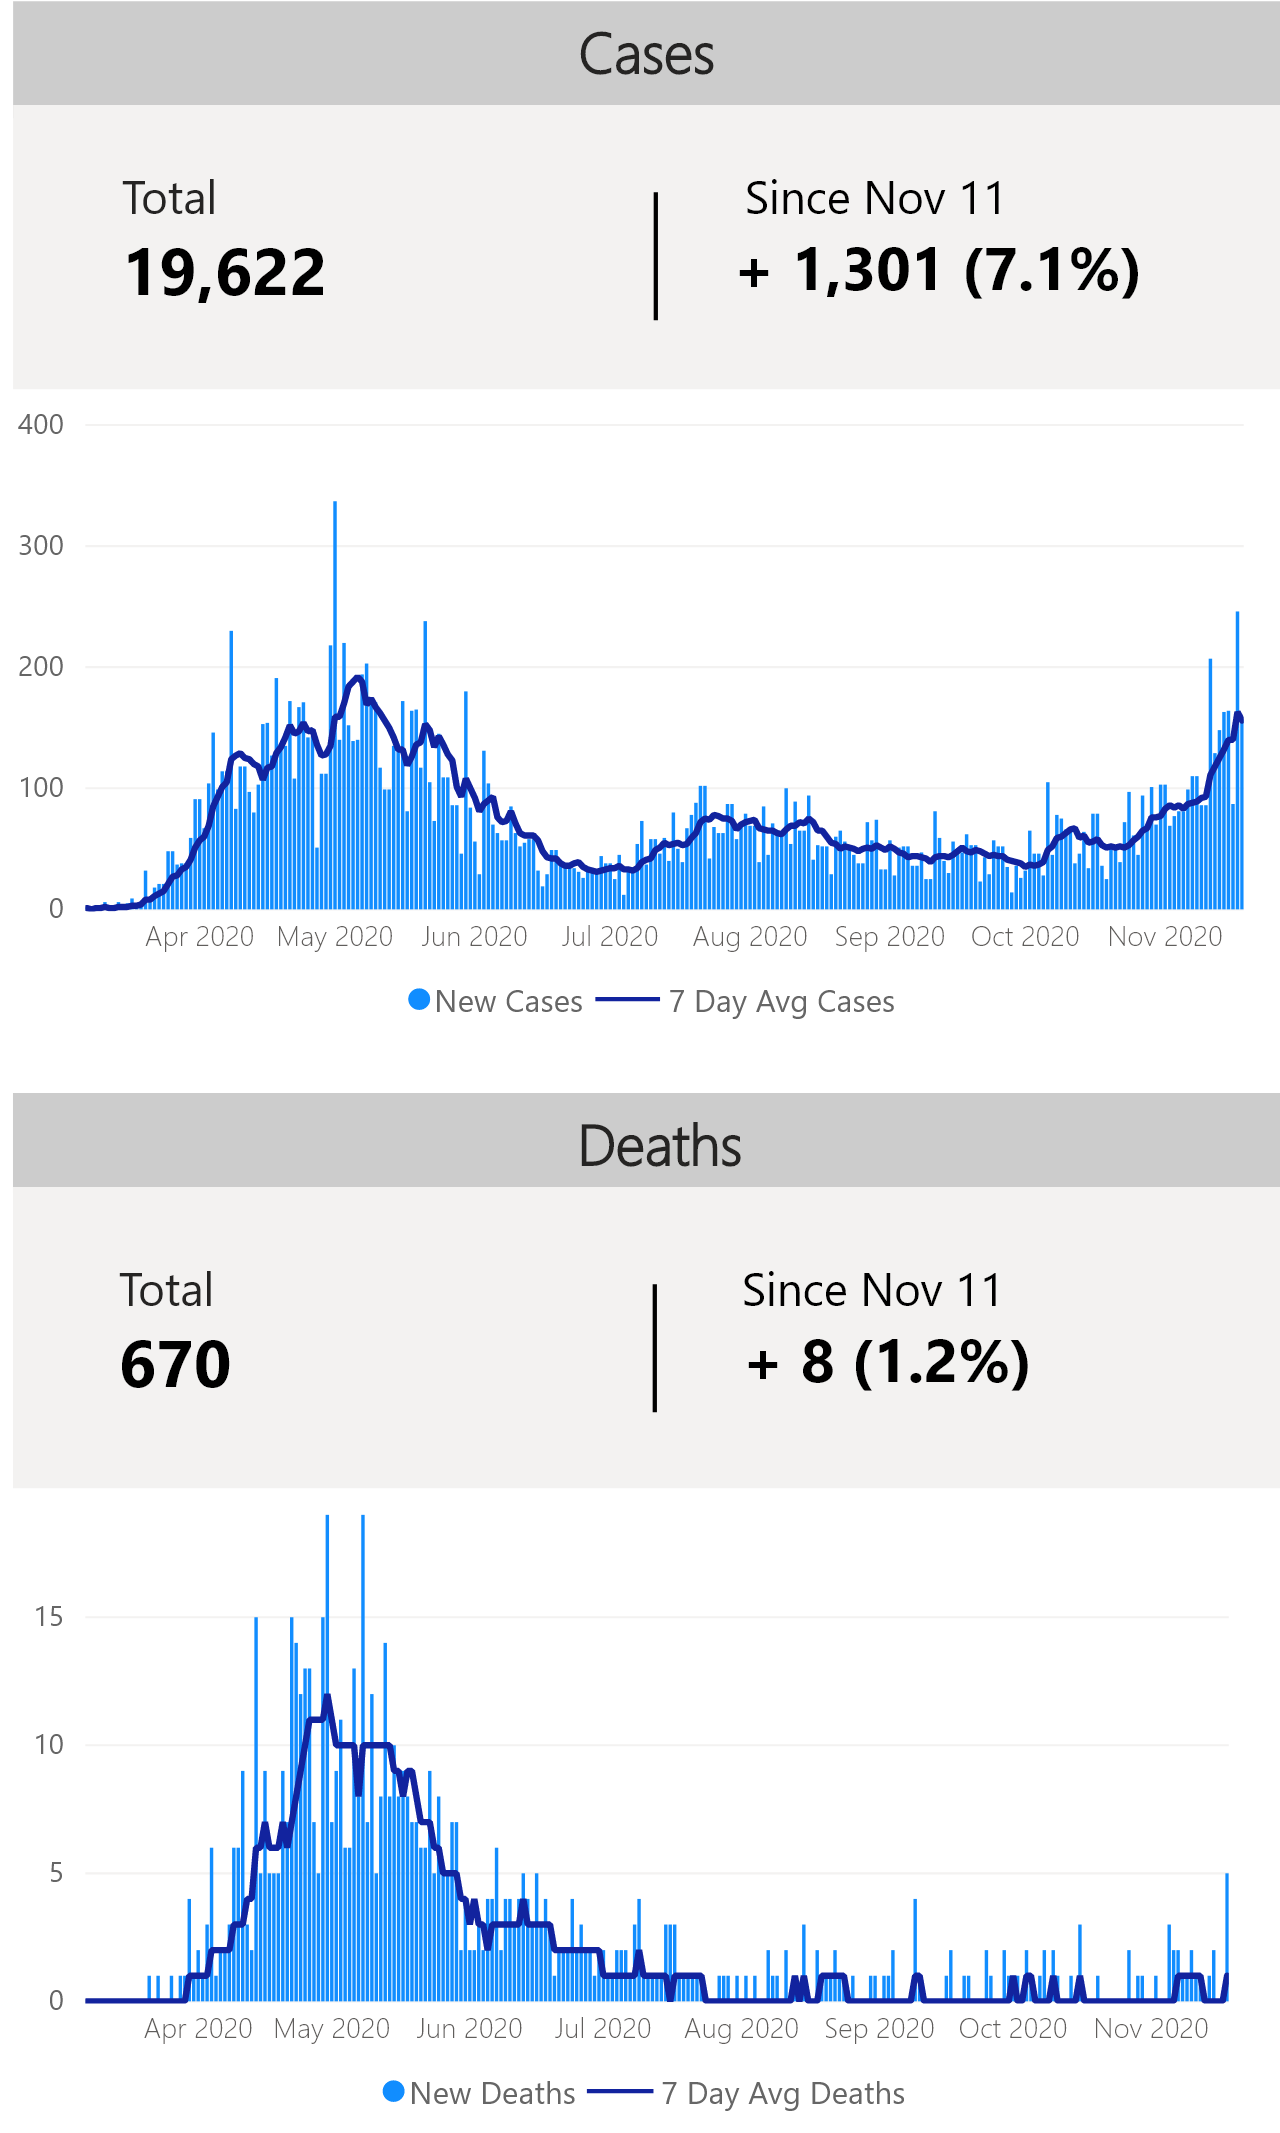 Cases
Total
19,622
Since Nov 11
+ 1,301 (7.1%)
400
300
200
100
0
Apr 2020 May 2020 Jun 2020 Jul 2020 Aug 2020 Sep 2020 Oct 2020 Nov 2020
New Cases 7 Day Avg Cases
Deaths
Total
670
Since Nov 11
+ 8 (1.2%)
15
10
5
0
Apr 2020 May 2020 Jun 2020 Jul 2020 Aug 2020 Sep 2020 Oct 2020 Nov 2020
New Deaths 7 Day Avg Deaths